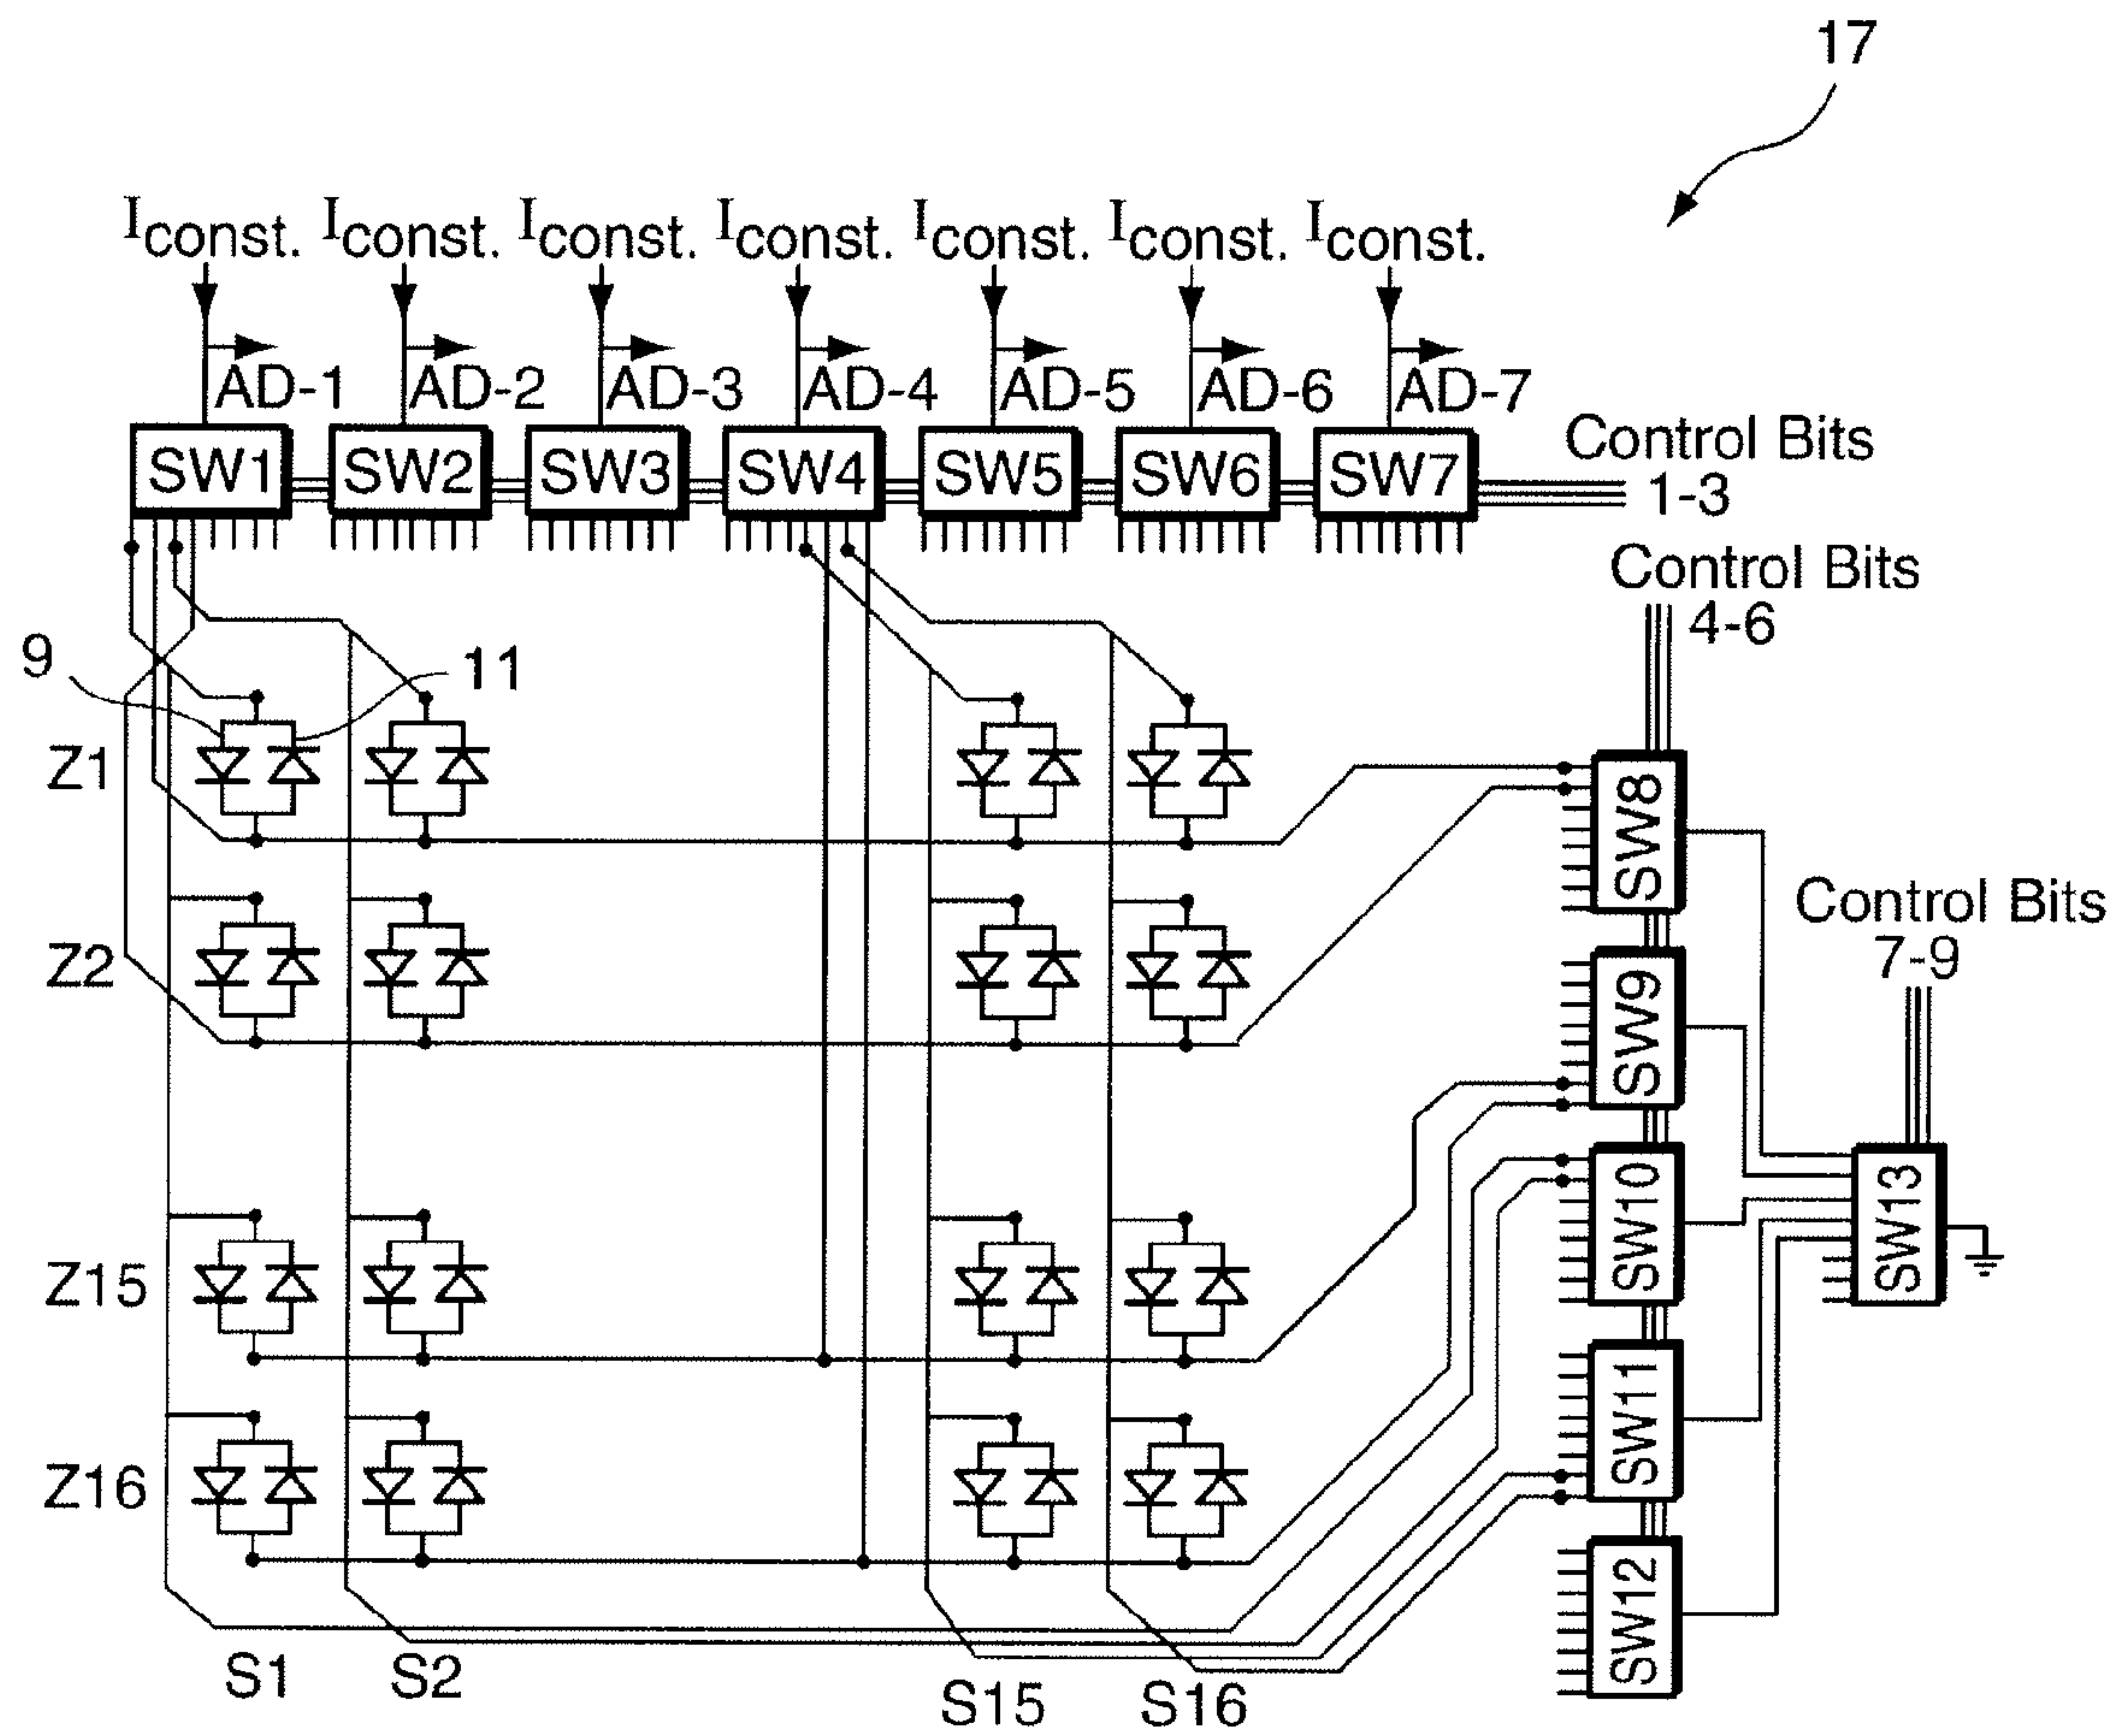 17
Iconst. Iconst. Iconst. Iconst. Iconst. Iconst. Iconst.
AD-1 AD-2 AD-3 AD-4 AD-5 AD-6 AD-7
SW1 SW2 SW3 SW4 SW5 SW6 SW7
Control Bits
1-3
Control Bits
4-6
9
11
Z1
SW8
Control Bits
7-9
Z2
SW9
SW10
SW13
Z15
SW11
Z16
SW12
S1 S2 S15 S16